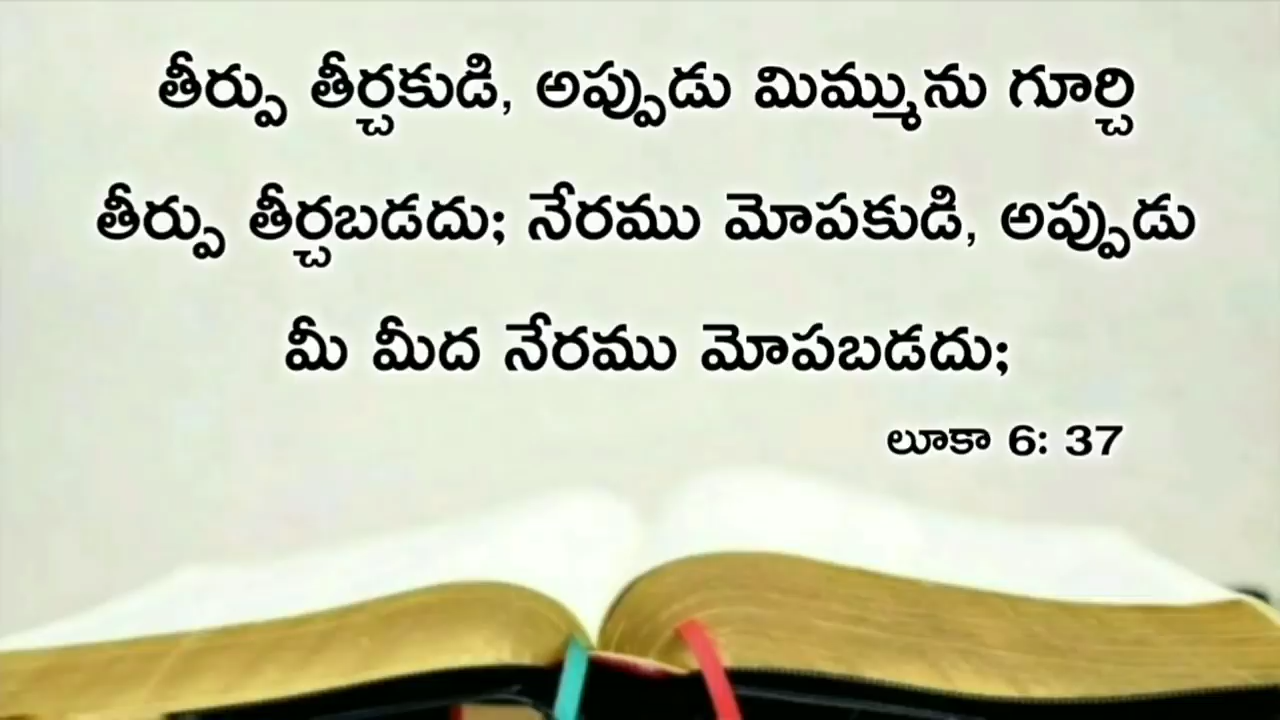 తీర్పు తీర్చకుడి, అప్పుడు మిమ్మును గూర్చి
తీర్పు తీర్చబడదు; నేరము మోపకుడి, అప్పుడు
మీ మీద నేరము మోపబడదు;
లూకా 6: 37